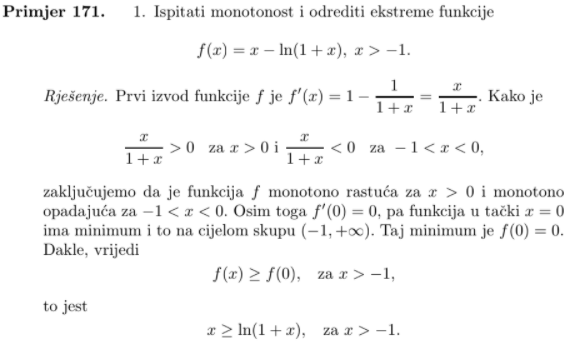 Primjer 171. 1. Ispitati monotonost i odrediti ekstreme funkcije
f(x) = x − ln(1 + x), x > −1.
Rješenje. Prvi izvod funkcije f je f′(x) = 1 − 1/(1 + x) = x/(1 + x). Kako je
x/(1 + x) > 0 za x > 0 i x/(1 + x) < 0 za − 1 < x < 0,
zaključujemo da je funkcija f monotono rastuća za x > 0 i monotono
opadajuća za −1 < x < 0. Osim toga f′(0) = 0, pa funkcija u tački x = 0
ima minimum i to na cijelom skupu (−1, +∞). Taj minimum je f(0) = 0.
Dakle, vrijedi
f(x) ≥ f(0), za x > −1,
to jest
x ≥ ln(1 + x), za x > −1.